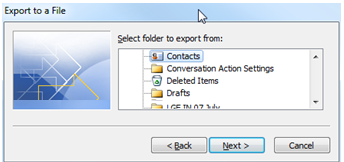 Export to a File
Select folder to export from:
Contacts
Conversation Action Settings
Deleted Items
Drafts
LGE IN 07 July
< Back
Next >
Cancel